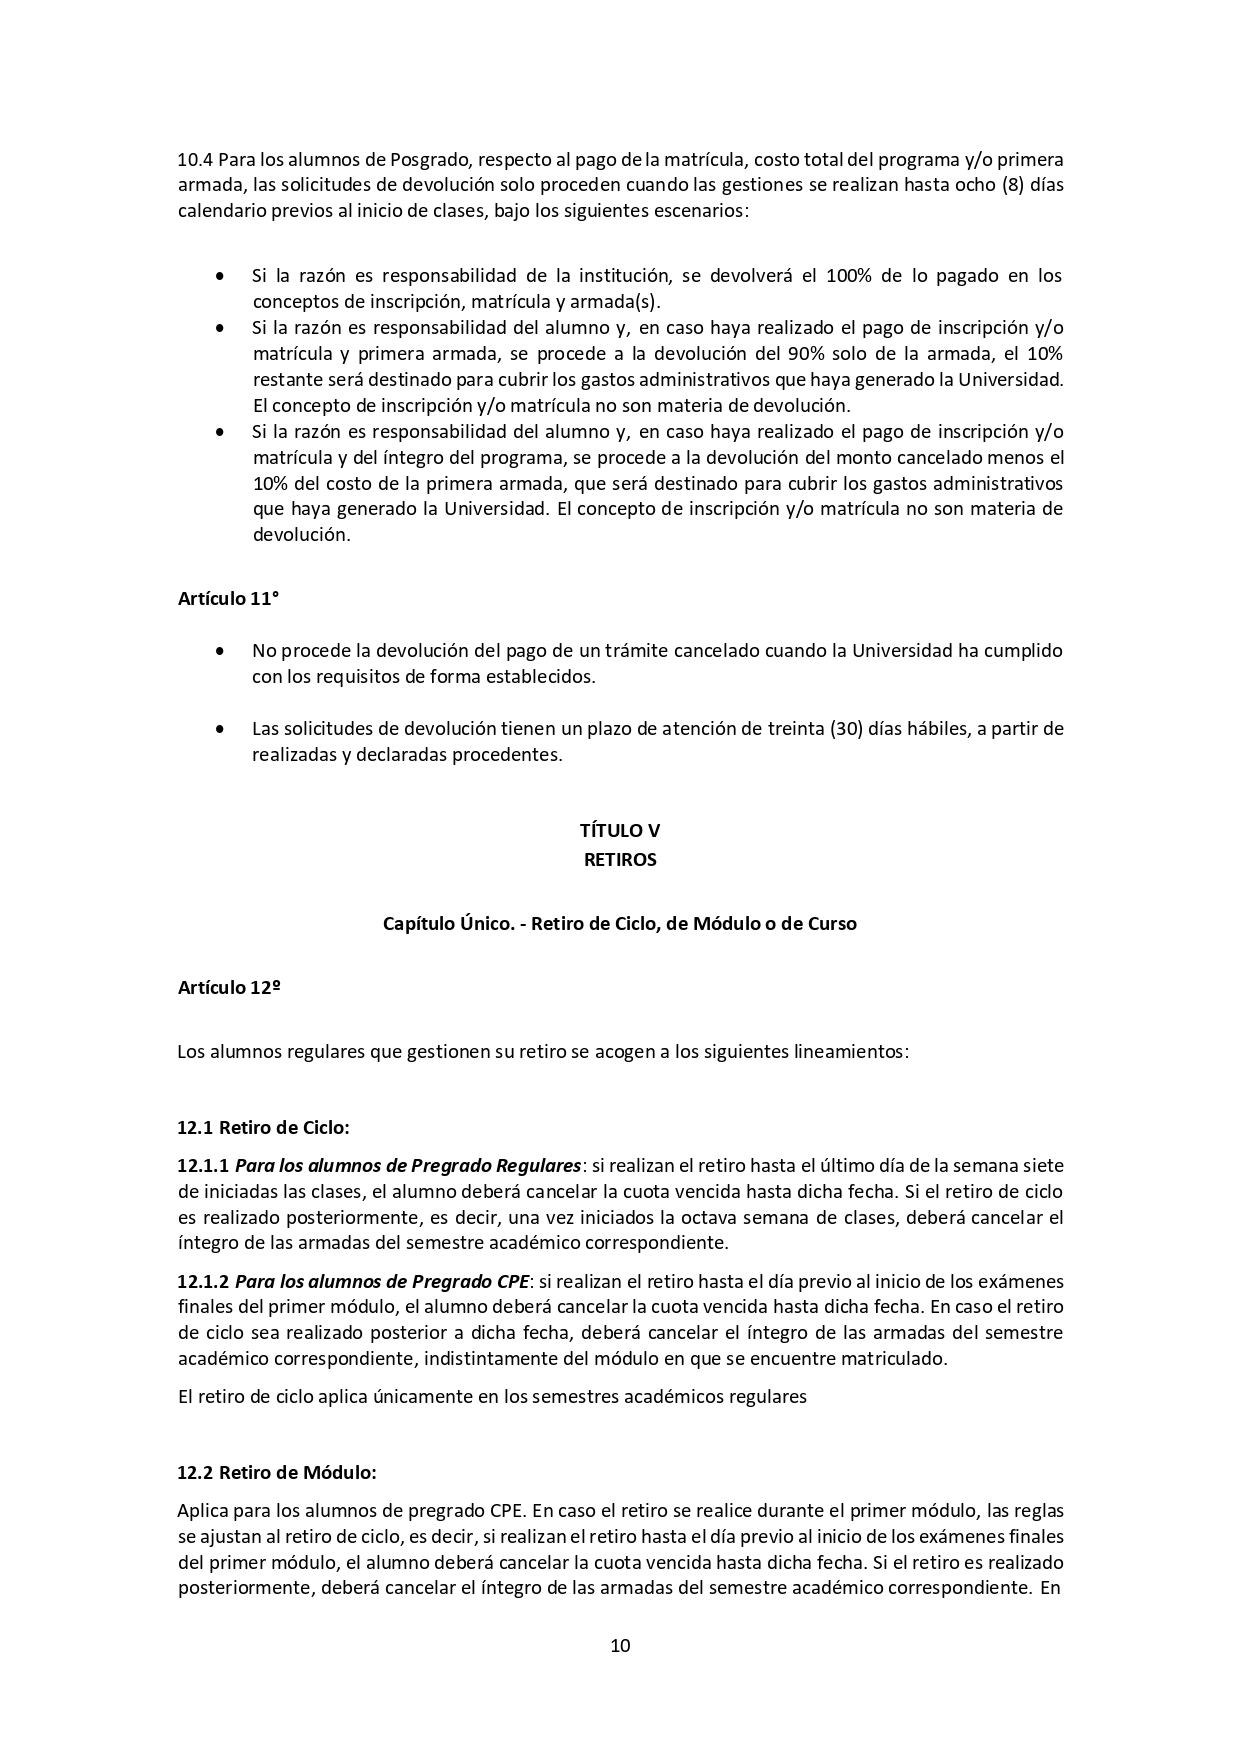 10.4 Para los alumnos de Posgrado, respecto al pago de la matrícula, costo total del programa y/o primera
armada, las solicitudes de devolución solo proceden cuando las gestiones se realizan hasta ocho (8) días
calendario previos al inicio de clases, bajo los siguientes escenarios:
• Si la razón es responsabilidad de la institución, se devolverá el 100% de lo pagado en los
conceptos de inscripción, matrícula y armada(s).
• Si la razón es responsabilidad del alumno y, en caso haya realizado el pago de inscripción y/o
matrícula y primera armada, se procede a la devolución del 90% solo de la armada, el 10%
restante será destinado para cubrir los gastos administrativos que haya generado la Universidad.
El concepto de inscripción y/o matrícula no son materia de devolución.
• Si la razón es responsabilidad del alumno y, en caso haya realizado el pago de inscripción y/o
matrícula y del íntegro del programa, se procede a la devolución del monto cancelado menos el
10% del costo de la primera armada, que será destinado para cubrir los gastos administrativos
que haya generado la Universidad. El concepto de inscripción y/o matrícula no son materia de
devolución.
Artículo 11°
• No procede la devolución del pago de un trámite cancelado cuando la Universidad ha cumplido
con los requisitos de forma establecidos.
• Las solicitudes de devolución tienen un plazo de atención de treinta (30) días hábiles, a partir de
realizadas y declaradas procedentes.
TÍTULO V
RETIROS
Capítulo Único. - Retiro de Ciclo, de Módulo o de Curso
Artículo 12º
Los alumnos regulares que gestionen su retiro se acogen a los siguientes lineamientos:
12.1 Retiro de Ciclo:
12.1.1 Para los alumnos de Pregrado Regulares: si realizan el retiro hasta el último día de la semana siete
de iniciadas las clases, el alumno deberá cancelar la cuota vencida hasta dicha fecha. Si el retiro de ciclo
es realizado posteriormente, es decir, una vez iniciados la octava semana de clases, deberá cancelar el
íntegro de las armadas del semestre académico correspondiente.
12.1.2 Para los alumnos de Pregrado CPE: si realizan el retiro hasta el día previo al inicio de los exámenes
finales del primer módulo, el alumno deberá cancelar la cuota vencida hasta dicha fecha. En caso el retiro
de ciclo sea realizado posterior a dicha fecha, deberá cancelar el íntegro de las armadas del semestre
académico correspondiente, indistintamente del módulo en que se encuentre matriculado.
El retiro de ciclo aplica únicamente en los semestres académicos regulares
12.2 Retiro de Módulo:
Aplica para los alumnos de pregrado CPE. En caso el retiro se realice durante el primer módulo, las reglas
se ajustan al retiro de ciclo, es decir, si realizan el retiro hasta el día previo al inicio de los exámenes finales
del primer módulo, el alumno deberá cancelar la cuota vencida hasta dicha fecha. Si el retiro es realizado
posteriormente, deberá cancelar el íntegro de las armadas del semestre académico correspondiente. En
10